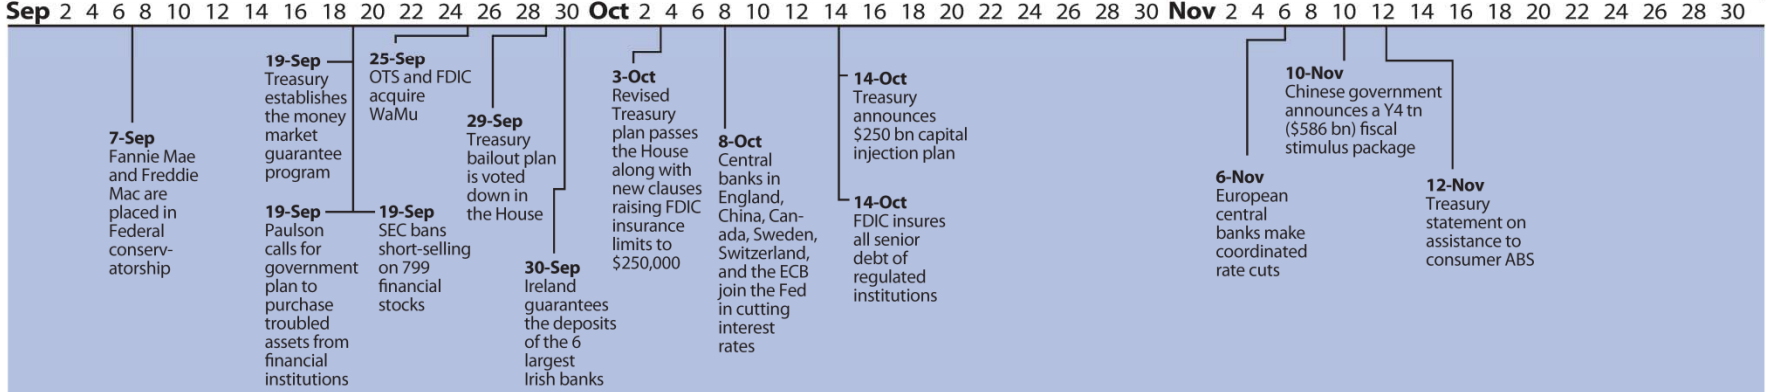 Sep 2 4 6 8 10 12 14 16 18 20 22 24 26 28 30 Oct 2 4 6 8 10 12 14 16 18 20 22 24 26 28 30 Nov 2 4 6 8 10 12 14 16 18 20 22 24 26 28 30
7-Sep
Fannie Mae
and Freddie
Mac are
placed in
Federal
conserv-
atorship
19-Sep
Treasury
establishes
the money
market
guarantee
program
19-Sep
Paulson
calls for
government
plan to
purchase
troubled
assets from
financial
institutions
19-Sep
SEC bans
short-selling
on 799
financial
stocks
25-Sep
OTS and FDIC
acquire
WaMu
29-Sep
Treasury
bailout plan
is voted
down in
the House
30-Sep
Ireland
guarantees
the deposits
of the 6
largest
Irish banks
3-Oct
Revised
Treasury
plan passes
the House
along with
new clauses
raising FDIC
insurance
limits to
$250,000
8-Oct
Central
banks in
England,
China, Can-
ada, Sweden,
Switzerland,
and the ECB
join the Fed
in cutting
interest
rates
14-Oct
Treasury
announces
$250 bn capital
injection plan
14-Oct
FDIC insures
all senior
debt of
regulated
institutions
6-Nov
European
central
banks make
coordinated
rate cuts
10-Nov
Chinese government
announces a Y4 tn
($586 bn) fiscal
stimulus package
12-Nov
Treasury
statement on
assistance to
consumer ABS